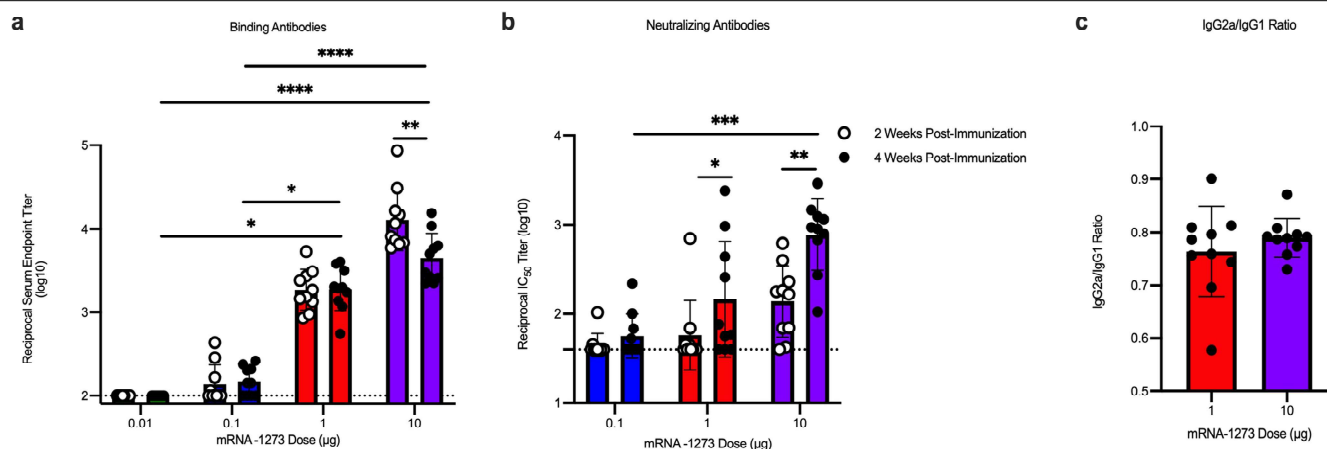 a
Binding Antibodies
****
****
**
*
*
5
4
3
2
Reciprocal Serum Endpoint Titer
(log10)
0.01
0.1
1
10
mRNA-1273 Dose (µg)
b
Neutralizing Antibodies
***
*
**
4
3
2
1
Reciprocal IC50 Titer (log10)
0.1
1
10
mRNA-1273 Dose (µg)
2 Weeks Post-Immunization
4 Weeks Post-Immunization
c
IgG2a/IgG1 Ratio
1.0
0.9
0.8
0.7
0.6
0.5
IgG2a/IgG1 Ratio
1
10
mRNA-1273 Dose (µg)